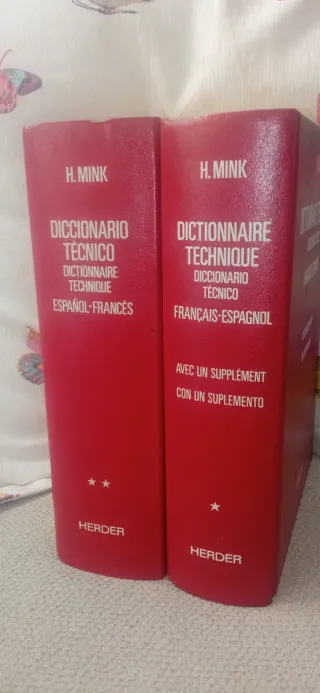 H. MINK
DICCIONARIO
TÉCNICO
DICTIONNAIRE
TECHNIQUE
ESPAÑOL-FRANCÉS
★★
HERDER
H. MINK
DICTIONNAIRE
TECHNIQUE
DICCIONARIO
TÉCNICO
FRANÇAIS-ESPAGNOL
AVEC UN SUPPLÉMENT
CON UN SUPLEMENTO
★
HERDER